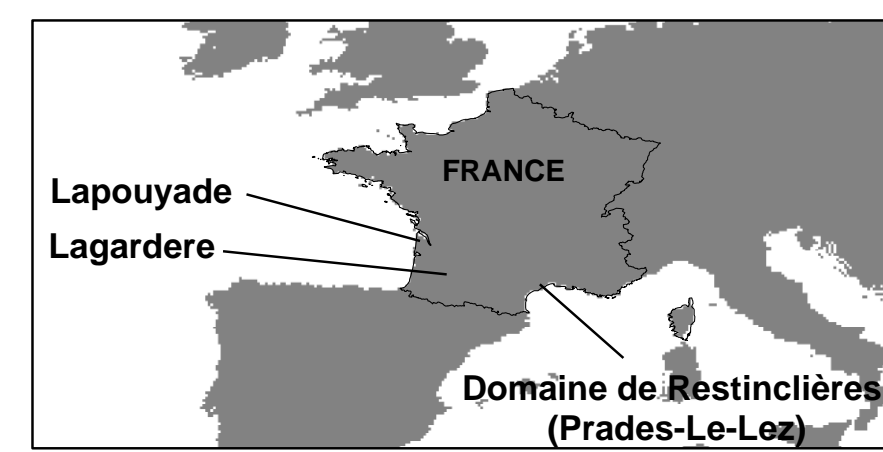 FRANCE
Lapouyade
Lagardere
Domaine de Restinclières
(Prades-Le-Lez)